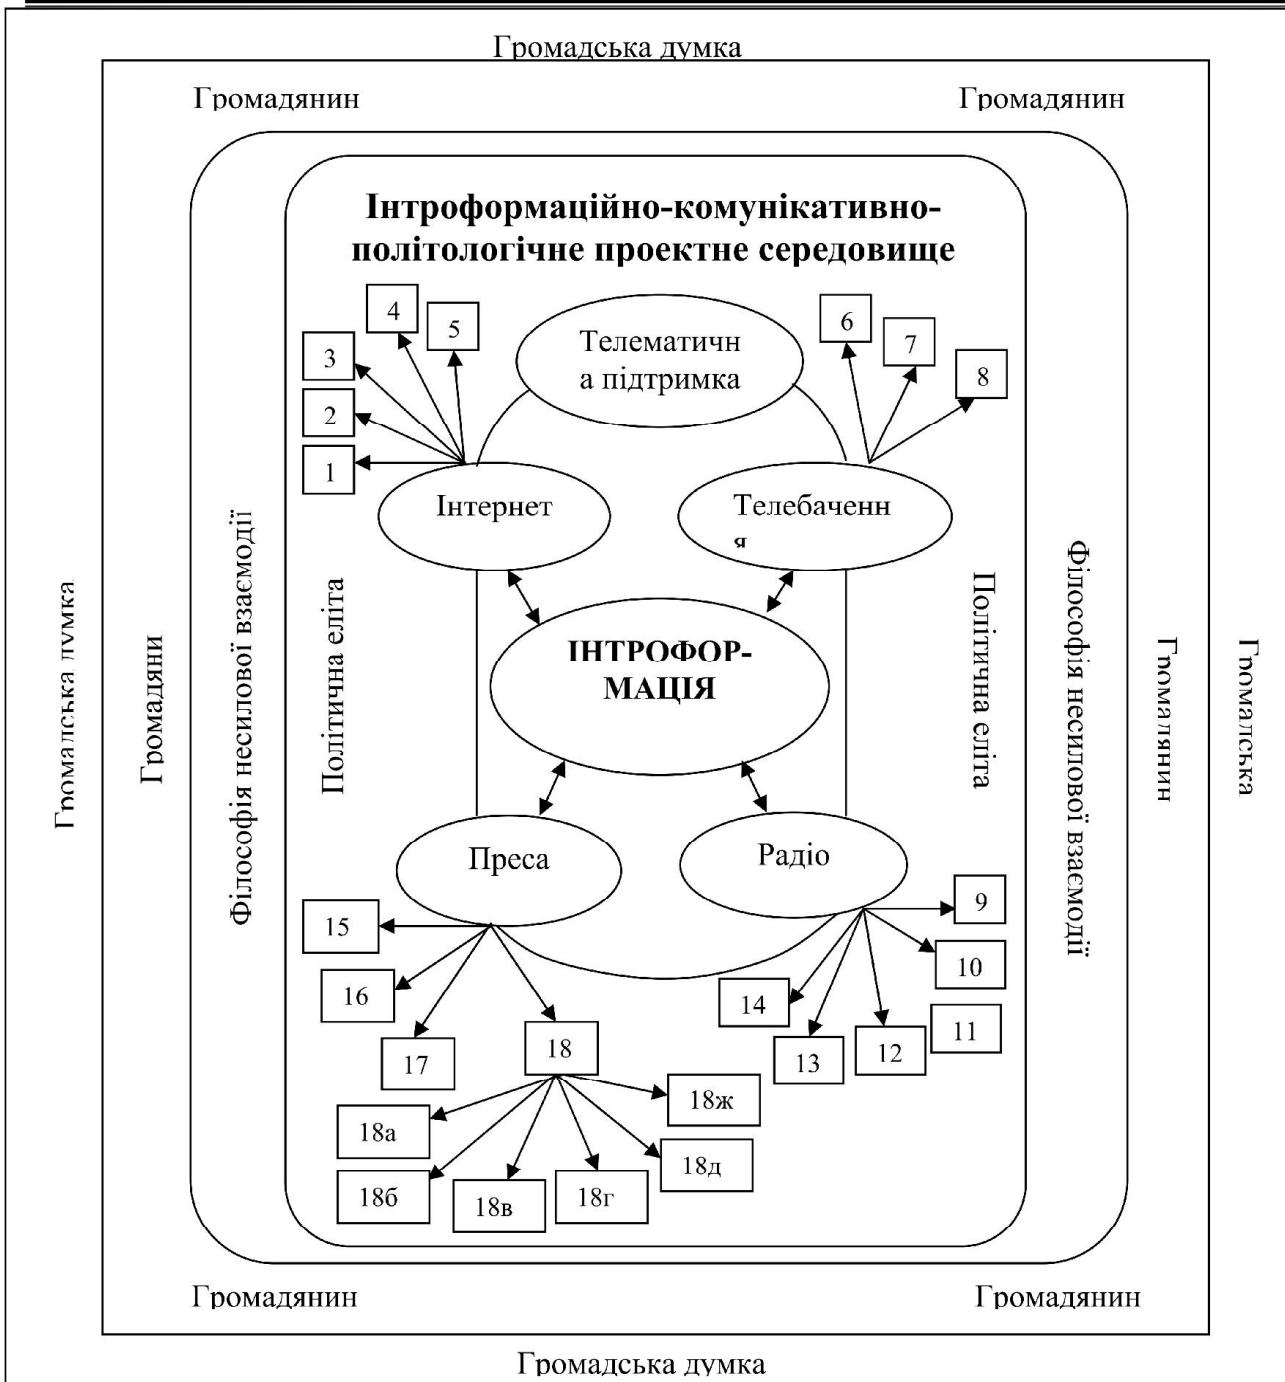 Громадська думка
Громадянин
Громадянин
Інтроформаційно-комунікативно-
політологічне проектне середовище
4
5
3
2
1
Телематичн
а підтримка
6
7
8
Інтернет
Телебаченн
я
ІНТРОФОР-
МАЦІЯ
Громадська думка
Громадяни
Філософія несилової взаємодії
Політична еліта
Політична еліта
Філософія несилової взаємодії
Громадянин
Громадська
Преса
Радіо
15
16
17
18
9
10
11
12
13
14
18а
18б
18в
18г
18д
18ж
Громадянин
Громадянин
Громадська думка